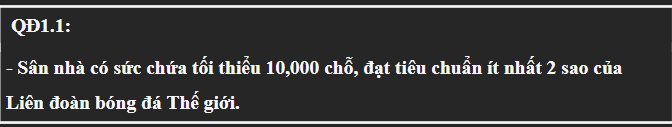 QĐ1.1:
- Sân nhà có sức chứa tối thiểu 10,000 chỗ, đạt tiêu chuẩn ít nhất 2 sao của
Liên đoàn bóng đá Thế giới.